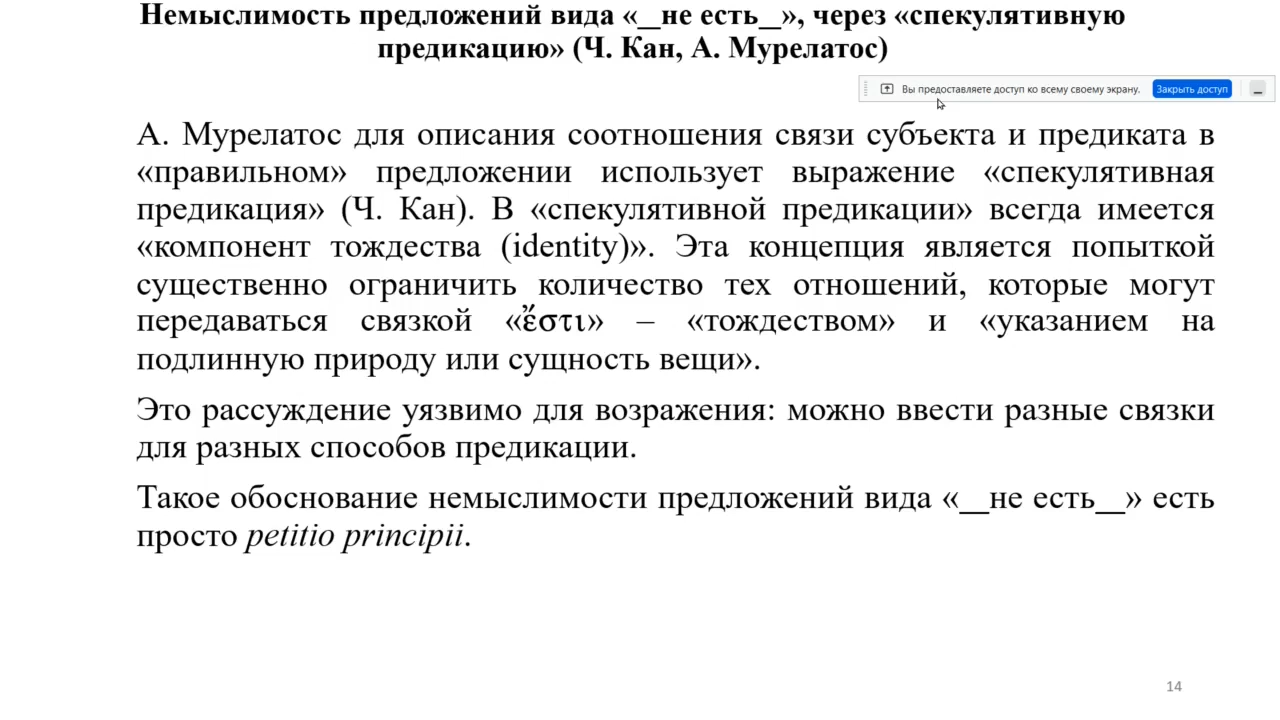 Немыслимость предложений вида «_не есть_», через «спекулятивную
предикацию» (Ч. Кан, А. Мурелатос)
Вы предоставляете доступ ко всему своему экрану. Закрыть доступ
А. Мурелатос для описания соотношения связи субъекта и предиката в
«правильном» предложении использует выражение «спекулятивная
предикация» (Ч. Кан). В «спекулятивной предикации» всегда имеется
«компонент тождества (identity)». Эта концепция является попыткой
существенно ограничить количество тех отношений, которые могут
передаваться связкой «ἔστι» – «тождеством» и «указанием на
подлинную природу или сущность вещи».
Это рассуждение уязвимо для возражения: можно ввести разные связки
для разных способов предикации.
Такое обоснование немыслимости предложений вида «_не есть_» есть
просто petitio principii.
14